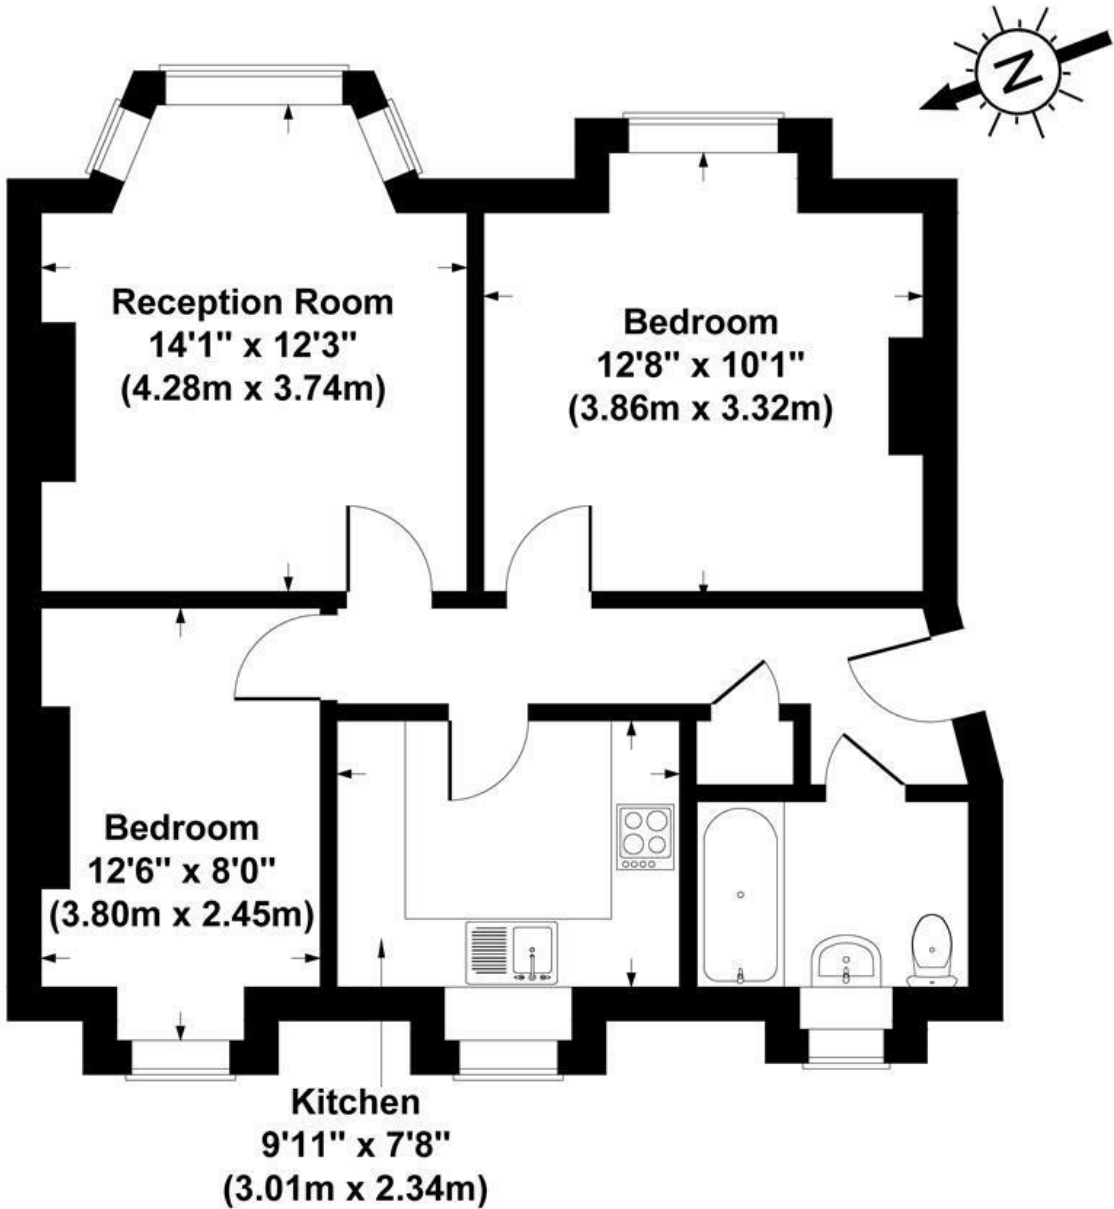 N
Reception Room
14'1" x 12'3"
(4.28m x 3.74m)
Bedroom
12'8" x 10'1"
(3.86m x 3.32m)
Bedroom
12'6" x 8'0"
(3.80m x 2.45m)
Kitchen
9'11" x 7'8"
(3.01m x 2.34m)